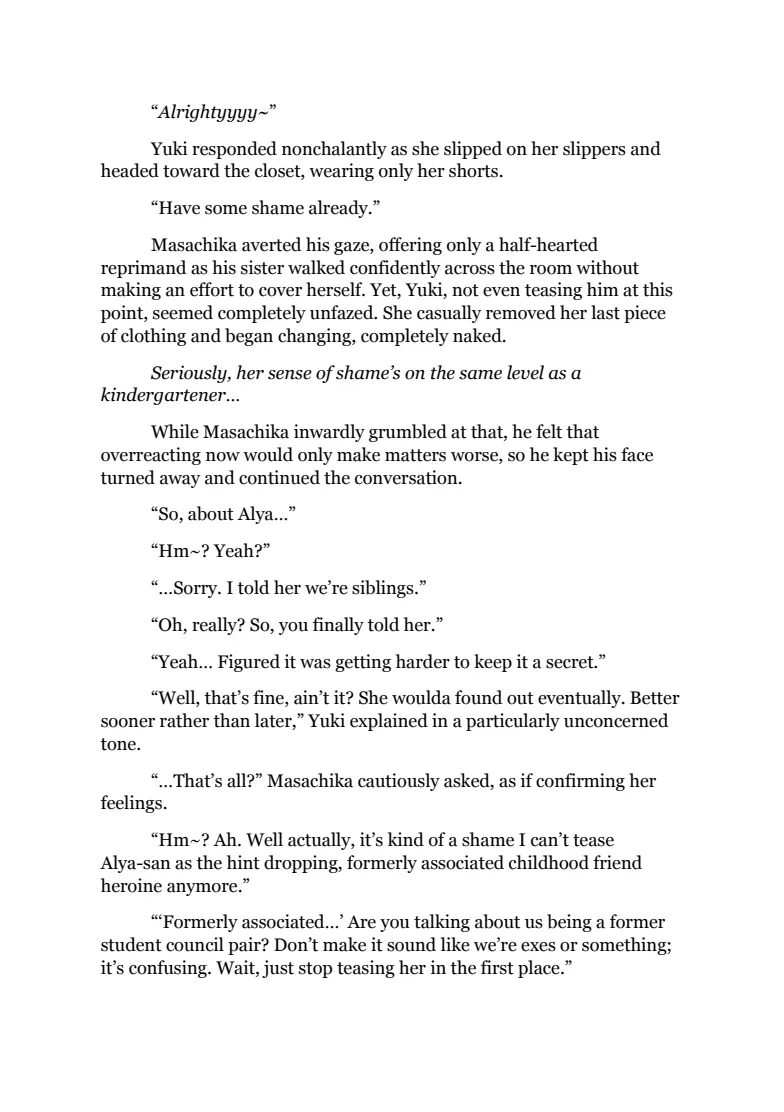 “Alrightyyyy~”
Yuki responded nonchalantly as she slipped on her slippers and
headed toward the closet, wearing only her shorts.
“Have some shame already.”
Masachika averted his gaze, offering only a half-hearted
reprimand as his sister walked confidently across the room without
making an effort to cover herself. Yet, Yuki, not even teasing him at this
point, seemed completely unfazed. She casually removed her last piece
of clothing and began changing, completely naked.
Seriously, her sense of shame’s on the same level as a
kindergartener…
While Masachika inwardly grumbled at that, he felt that
overreacting now would only make matters worse, so he kept his face
turned away and continued the conversation.
“So, about Alya…”
“Hm~? Yeah?”
“…Sorry. I told her we’re siblings.”
“Oh, really? So, you finally told her.”
“Yeah… Figured it was getting harder to keep it a secret.”
“Well, that’s fine, ain’t it? She woulda found out eventually. Better
sooner rather than later,” Yuki explained in a particularly unconcerned
tone.
“…That’s all?” Masachika cautiously asked, as if confirming her
feelings.
“Hm~? Ah. Well actually, it’s kind of a shame I can’t tease
Alya-san as the hint dropping, formerly associated childhood friend
heroine anymore.”
“‘Formerly associated…’ Are you talking about us being a former
student council pair? Don’t make it sound like we’re exes or something;
it’s confusing. Wait, just stop teasing her in the first place.”